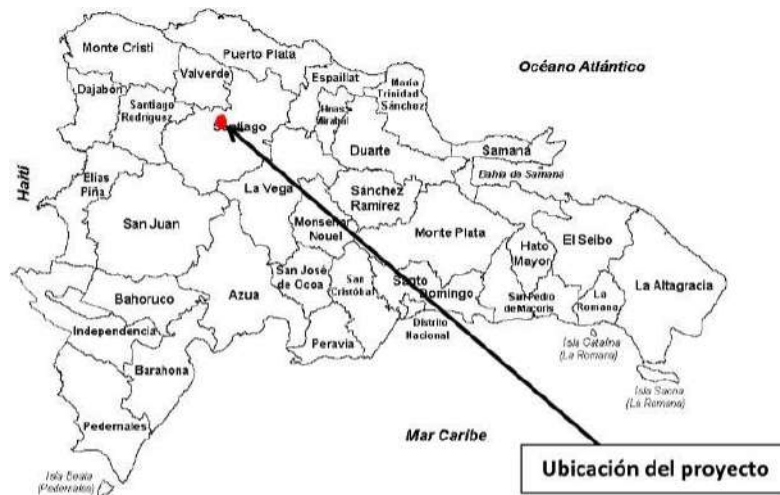 Monte Cristi
Puerto Plata
Océano Atlántico
Valverde
Espaillat
María
Trinidad
Sánchez
Dajabón
Santiago
Rodríguez
Hnas
Mirabal
Santiago
Duarte
Samaná
Bahía de Samaná
Haití
Elías
Piña
La Vega
Sánchez
Ramírez
San Juan
Monseñor
Nouel
Monte Plata
Hato
Mayor
El Seibo
San José
de Ocoa
San
Cristóbal
Santo
Domingo
La Altagracia
Bahoruco
Azua
San Pedro
de Macorís
La
Romana
Independencia
Peravia
Distrito
Nacional
Isla Catalina
(La Romana)
Barahona
Isla Saona
(La Romana)
Pedernales
Mar Caribe
Isla Beata
(Pedernales)
Ubicación del proyecto